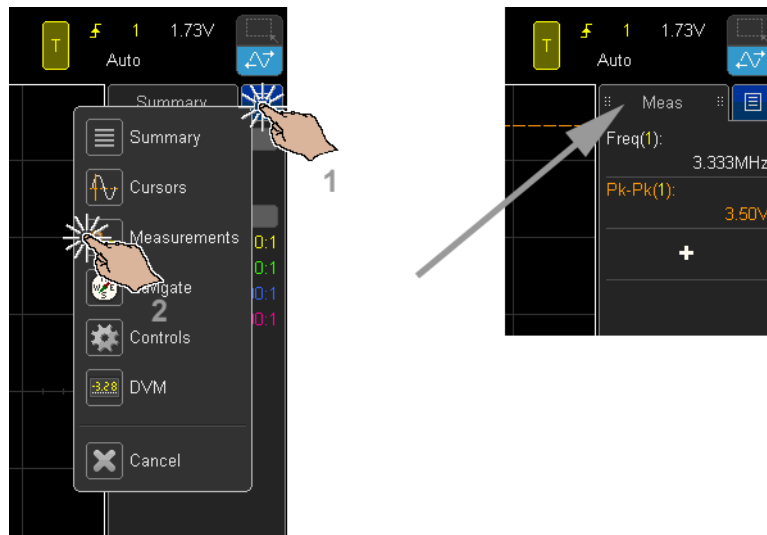 T 1 1.73V
Auto
Summary
Summary
1
Cursors
Measurements
0:1
0:1
Navigate
0:1
2
0:1
Controls
-3.28 DVM
Cancel
T 1 1.73V
Auto
Meas
Freq(1):
3.333MHz
Pk-Pk(1):
3.50V
+